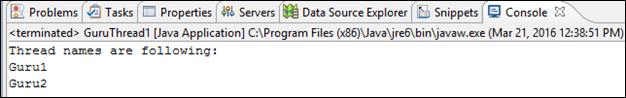 Problems Tasks Properties Servers Data Source Explorer Snippets Console
<terminated> GuruThread1 [Java Application] C:\Program Files (x86)\Java\jre6\bin\javaw.exe (Mar 21, 2016 12:38:51 PM)
Thread names are following:
Guru1
Guru2